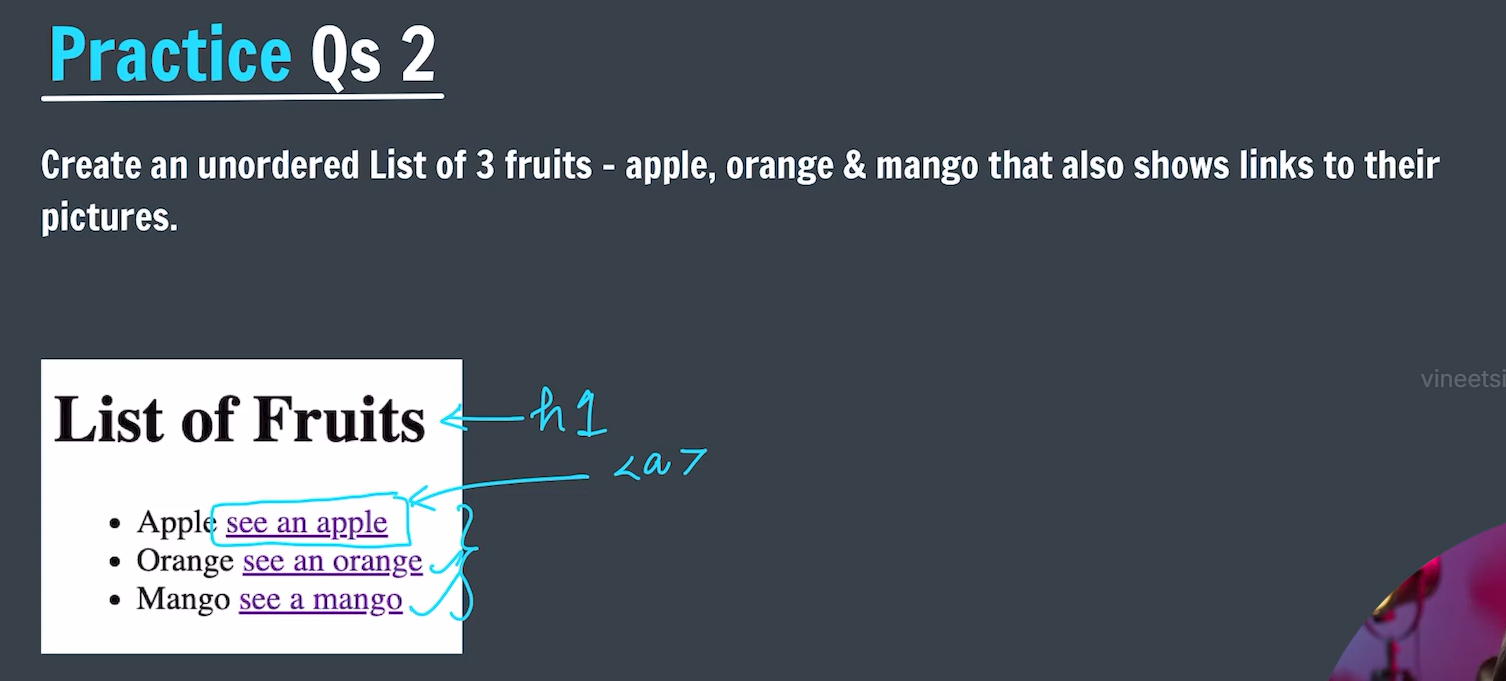 Practice Qs 2
Create an unordered List of 3 fruits - apple, orange & mango that also shows links to their
pictures.
vineetsi
List of Fruits
h1
<a>
• Apple see an apple
• Orange see an orange
• Mango see a mango